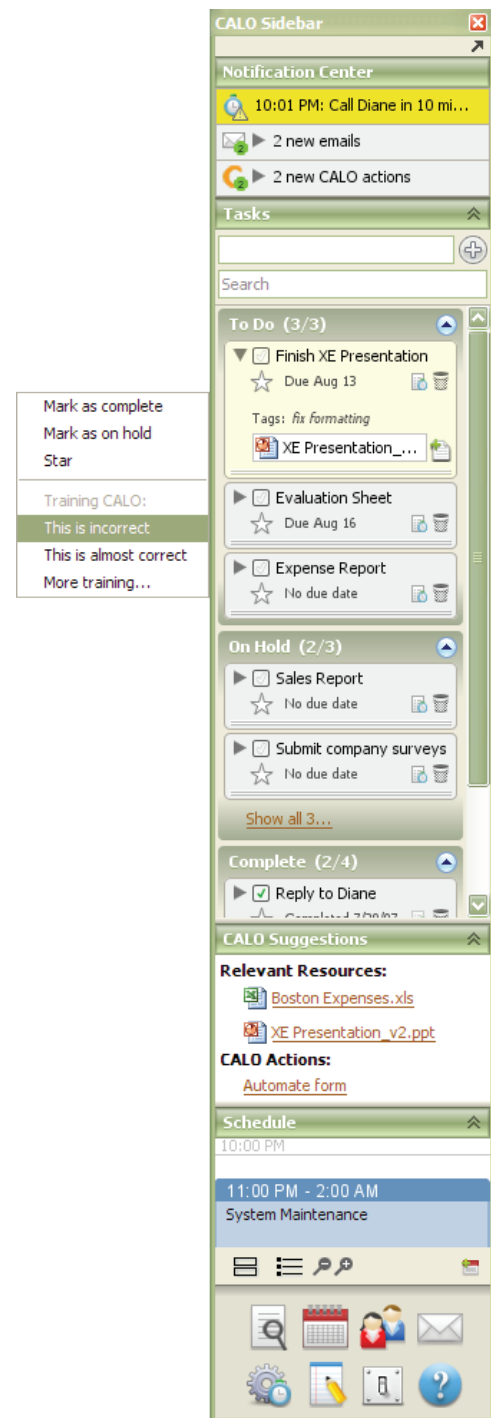 CALO Sidebar
Notification Center
10:01 PM: Call Diane in 10 mi...
2 new emails
2 new CALO actions
Tasks
Search
To Do (3/3)
Finish XE Presentation
Due Aug 13
Tags: fix formatting
XE Presentation_...
Mark as complete
Mark as on hold
Star
Training CALO:
This is incorrect
This is almost correct
More training...
Evaluation Sheet
Due Aug 16
Expense Report
No due date
On Hold (2/3)
Sales Report
No due date
Submit company surveys
No due date
Show all 3...
Complete (2/4)
Reply to Diane
Completed 7/28/07
CALO Suggestions
Relevant Resources:
Boston Expenses.xls
XE Presentation_v2.ppt
CALO Actions:
Automate form
Schedule
10:00 PM
11:00 PM - 2:00 AM
System Maintenance